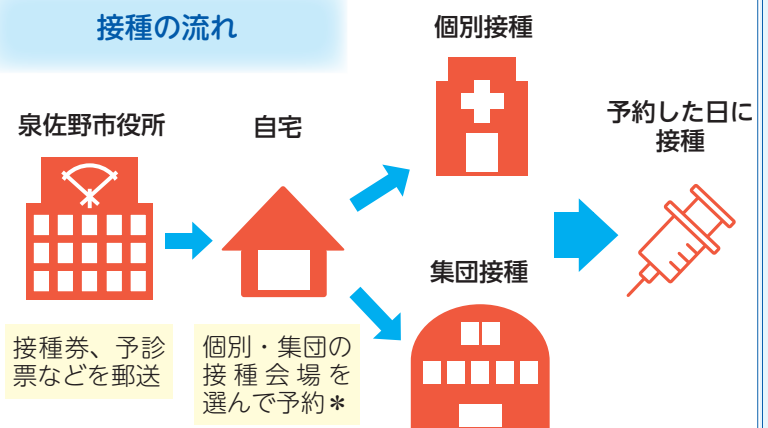 接種の流れ
泉佐野市役所
接種券、予診
票などを郵送
自宅
個別・集団の
接種会場を
選んで予約＊
個別接種
集団接種
予約した日に
接種